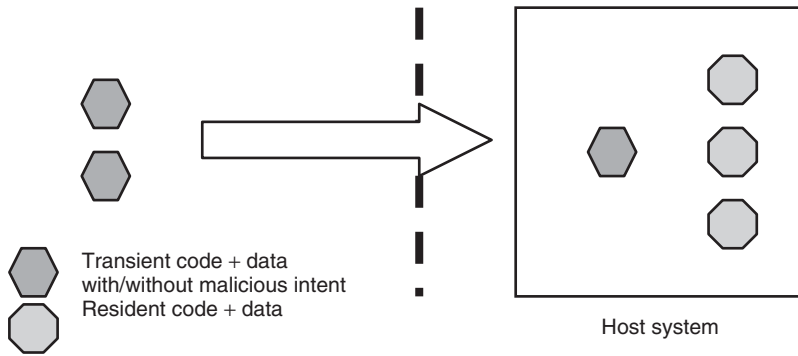 Transient code + data
with/without malicious intent
Resident code + data
Host system